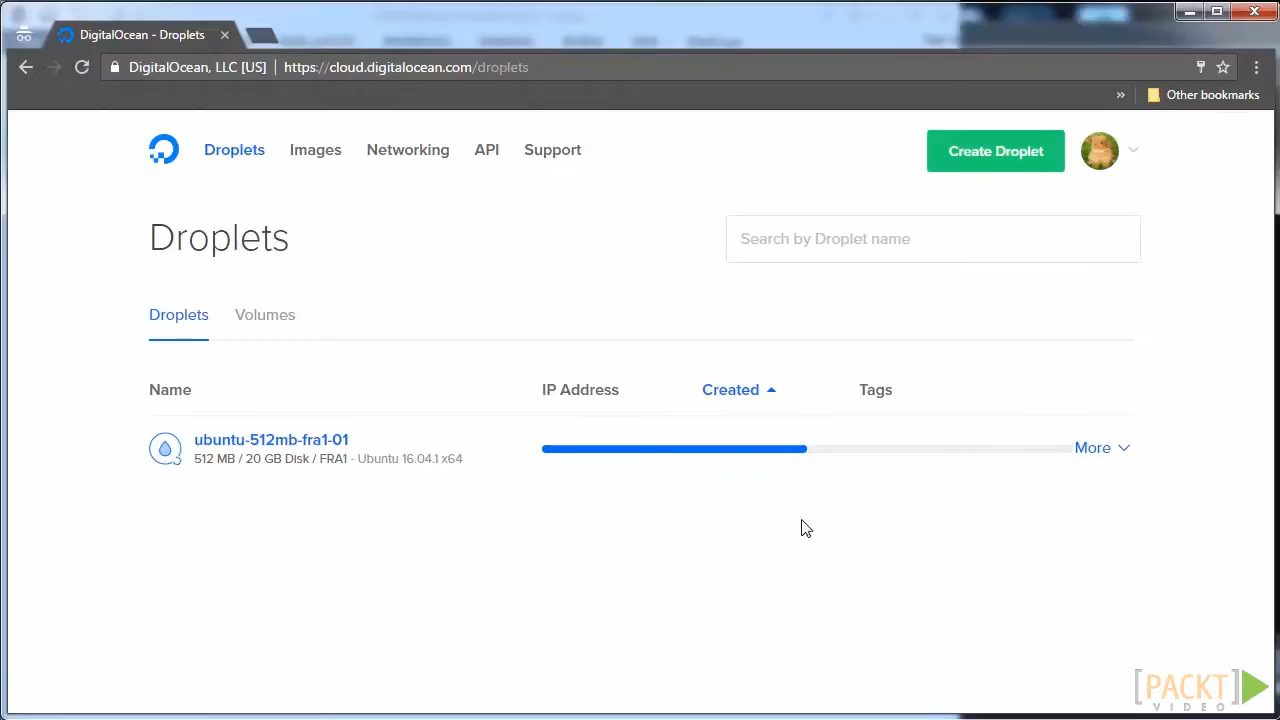 DigitalOcean - Droplets
DigitalOcean, LLC [US] | https://cloud.digitalocean.com/droplets
» Other bookmarks
Droplets Images Networking API Support Create Droplet
Droplets
Search by Droplet name
Droplets Volumes
Name IP Address Created Tags
ubuntu-512mb-fra1-01
512 MB / 20 GB Disk / FRA1 - Ubuntu 16.04.1 x64
More
[PACKT]
VIDEO